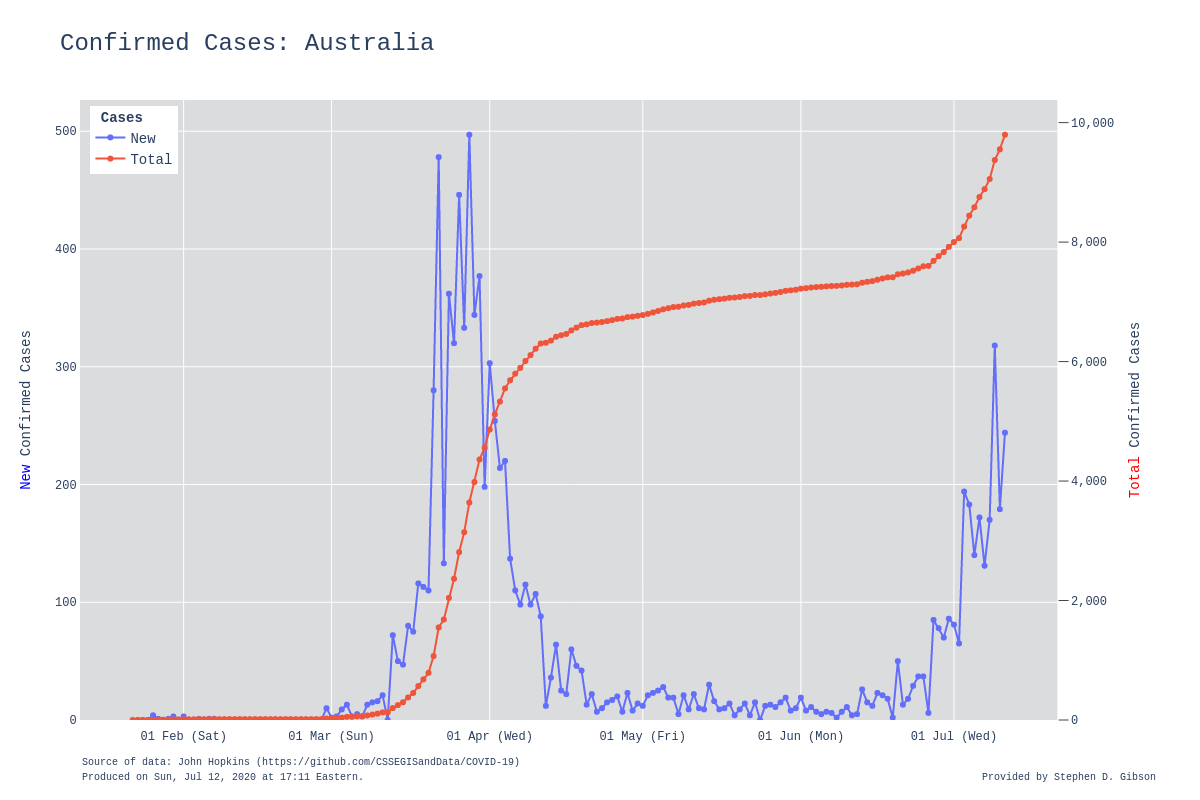 Confirmed Cases: Australia
Cases
New
Total
500
400
300
200
100
0
10,000
8,000
6,000
4,000
2,000
0
New Confirmed Cases
Total Confirmed Cases
01 Feb (Sat)
01 Mar (Sun)
01 Apr (Wed)
01 May (Fri)
01 Jun (Mon)
01 Jul (Wed)
Source of data: John Hopkins (https://github.com/CSSEGISandData/COVID-19)
Produced on Sun, Jul 12, 2020 at 17:11 Eastern.
Provided by Stephen D. Gibson